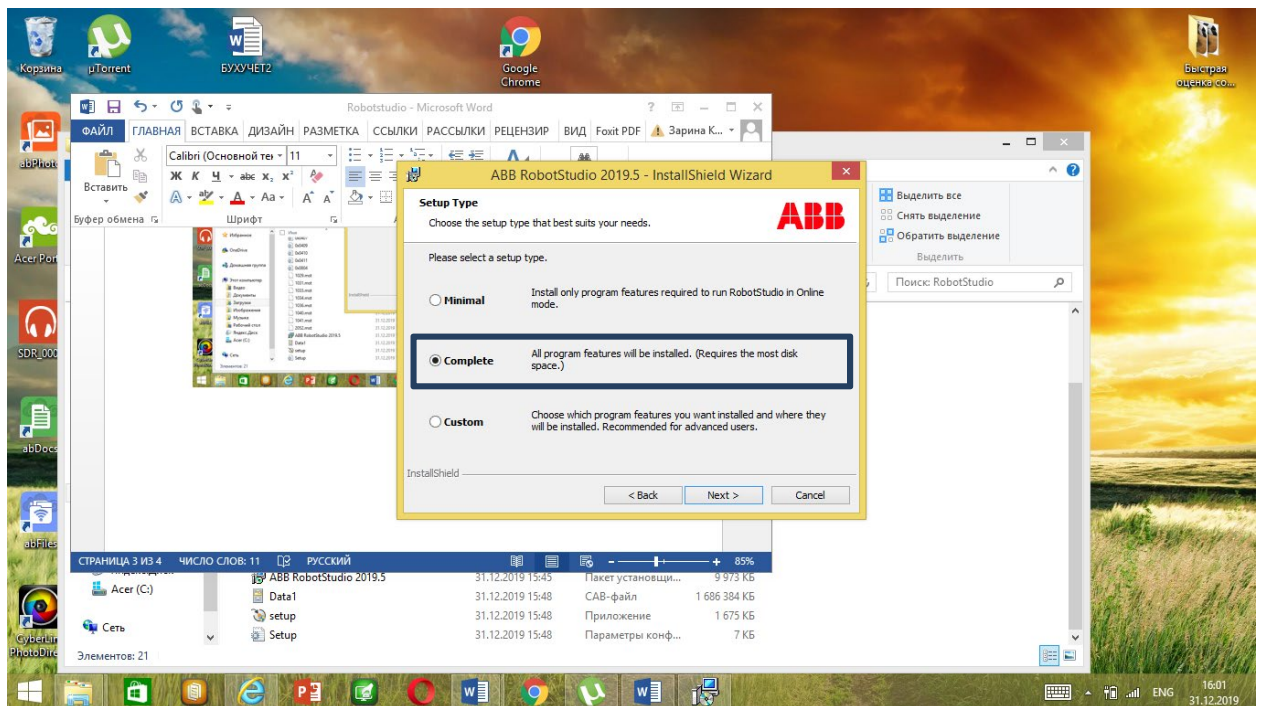 Корзина
µTorrent
БУХУЧЕТ2
Google
Chrome
Быстрая
оценка со...
abPhoto
Acer Port
SDR_000
abDocs
abFiles
CyberLin
PhotoDire
Robotstudio - Microsoft Word
ФАЙЛ ГЛАВНАЯ ВСТАВКА ДИЗАЙН РАЗМЕТКА ССЫЛКИ РАССЫЛКИ РЕЦЕНЗИР ВИД Foxit PDF Зарина К...
Вставить
Calibri (Основной тек 11
Ж К Ч abc x₂ x²
Буфер обмена
Шрифт
Выделить все
Снять выделение
Обратить выделение
Выделить
Поиск: RobotStudio
ABB RobotStudio 2019.5 - InstallShield Wizard
Setup Type
Choose the setup type that best suits your needs.
ABB
Please select a setup type.
Minimal
Install only program features required to run RobotStudio in Online
mode.
Complete
All program features will be installed. (Requires the most disk
space.)
Custom
Choose which program features you want installed and where they
will be installed. Recommended for advanced users.
InstallShield
< Back Next > Cancel
СТРАНИЦА 3 ИЗ 4 ЧИСЛО СЛОВ: 11 РУССКИЙ 85%
Acer (C:)
Сеть
ABB RobotStudio 2019.5 31.12.2019 15:45 Пакет установщи... 9 973 КБ
Data1 31.12.2019 15:48 CAB-файл 1 686 384 КБ
setup 31.12.2019 15:48 Приложение 1 675 КБ
Setup 31.12.2019 15:48 Параметры конф... 7 КБ
Элементов: 21
ENG
16:01
31.12.2019